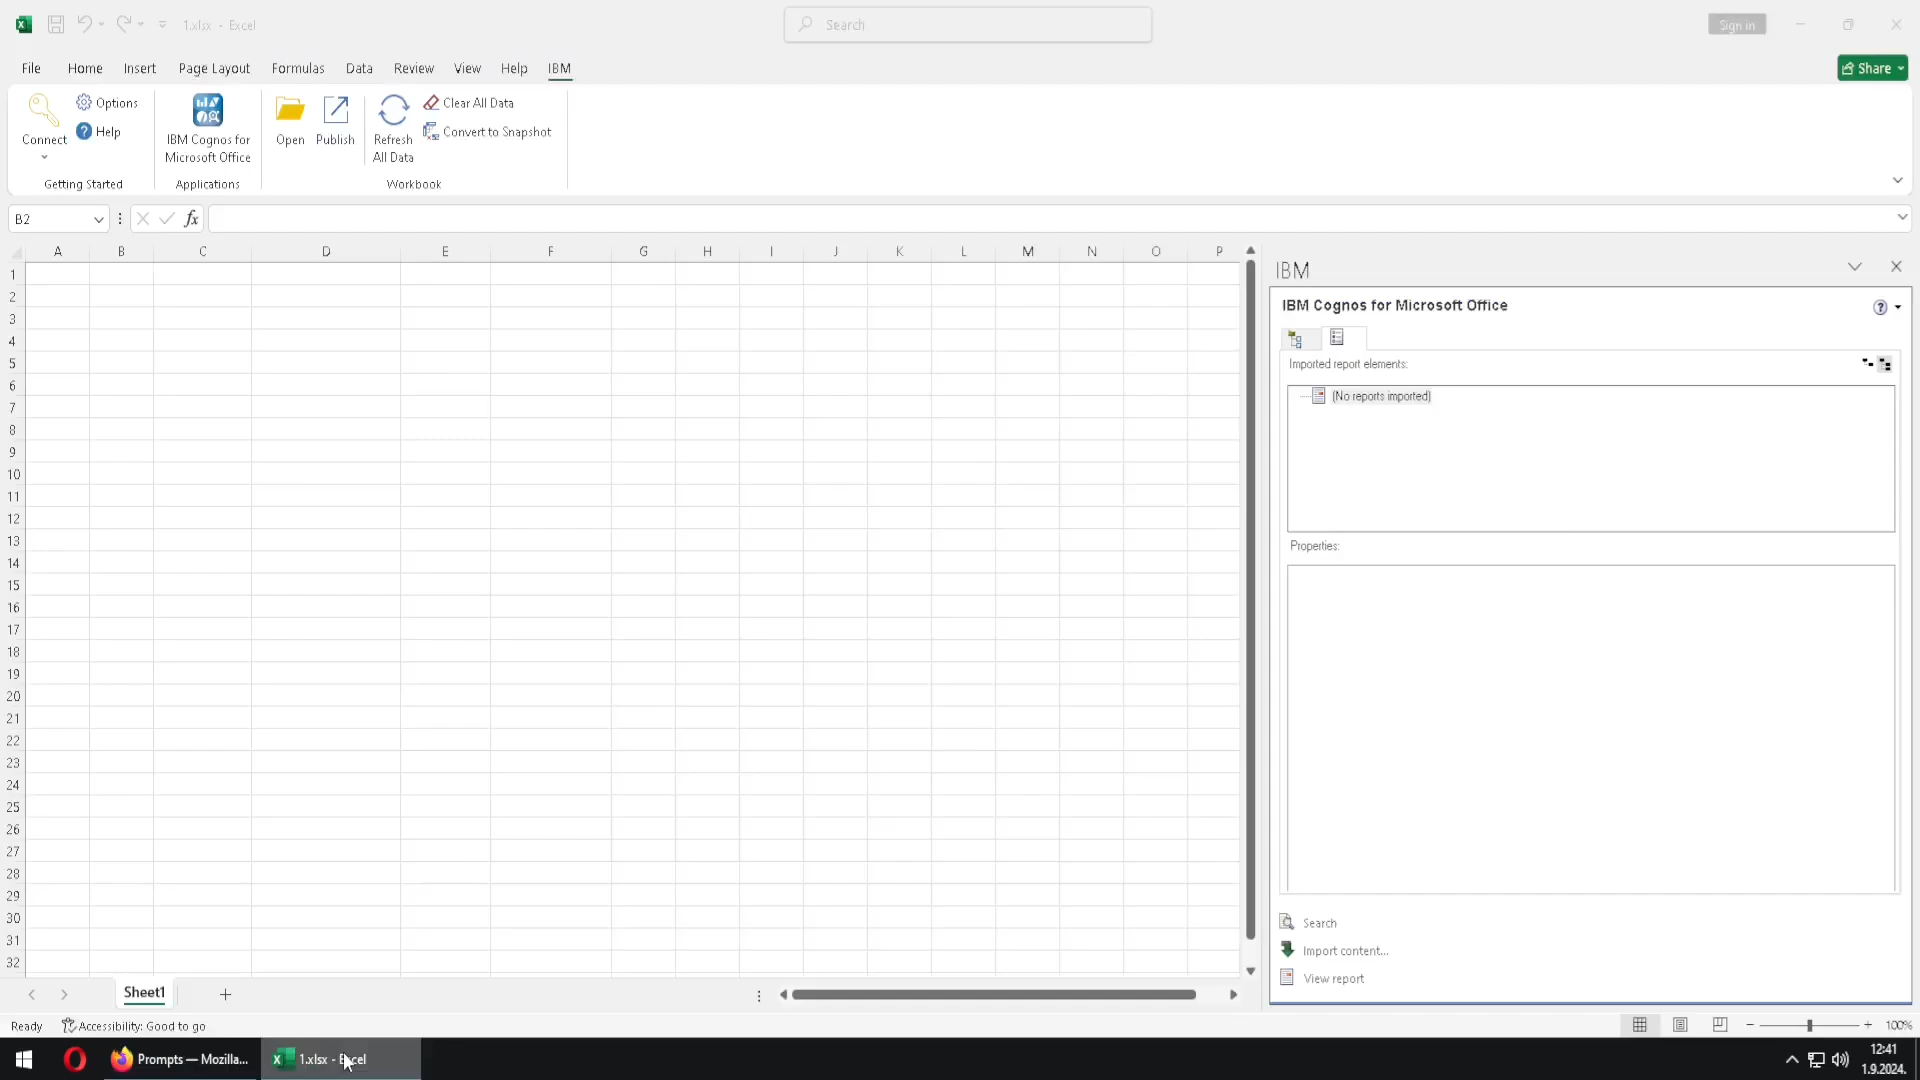 1.xlsx - Excel
Search
Sign in
File Home Insert Page Layout Formulas Data Review View Help IBM
Share
Connect
Options
Help
Getting Started
IBM Cognos for
Microsoft Office
Applications
Open
Publish
Refresh
All Data
Clear All Data
Convert to Snapshot
Workbook
B2
fx
A B C D E F G H I J K L M N O P
1
2
3
4
5
6
7
8
9
10
11
12
13
14
15
16
17
18
19
20
21
22
23
24
25
26
27
28
29
30
31
32
IBM
IBM Cognos for Microsoft Office
Imported report elements:
(No reports imported)
Properties:
Search
Import content...
View report
Sheet1
Ready
Accessibility: Good to go
100%
Prompts — Mozilla...
1.xlsx - Excel
12:41
1.9.2024.